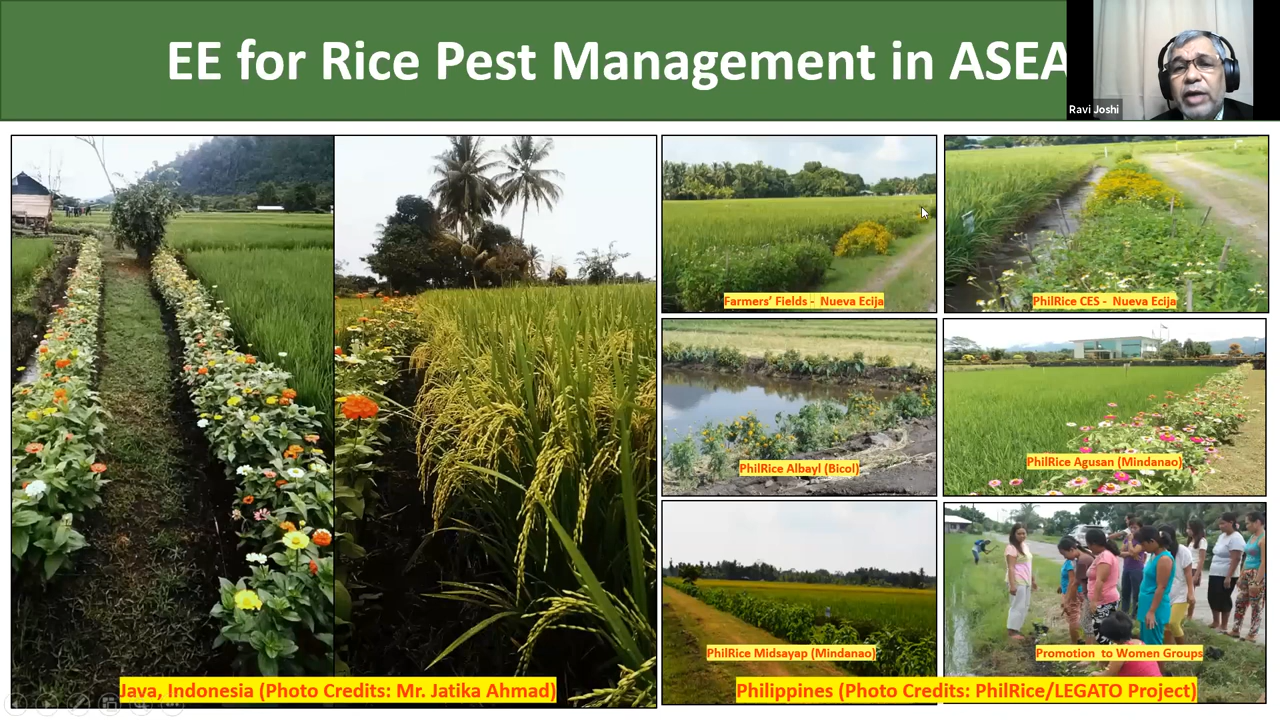 EE for Rice Pest Management in ASEA
Ravi Joshi
Farmers' Fields - Nueva Ecija
PhilRice CES - Nueva Ecija
PhilRice Albayl (Bicol)
PhilRice Agusan (Mindanao)
PhilRice Midsayap (Mindanao)
Promotion to Women Groups
Java, Indonesia (Photo Credits: Mr. Jatika Ahmad)
Philippines (Photo Credits: PhilRice/LEGATO Project)